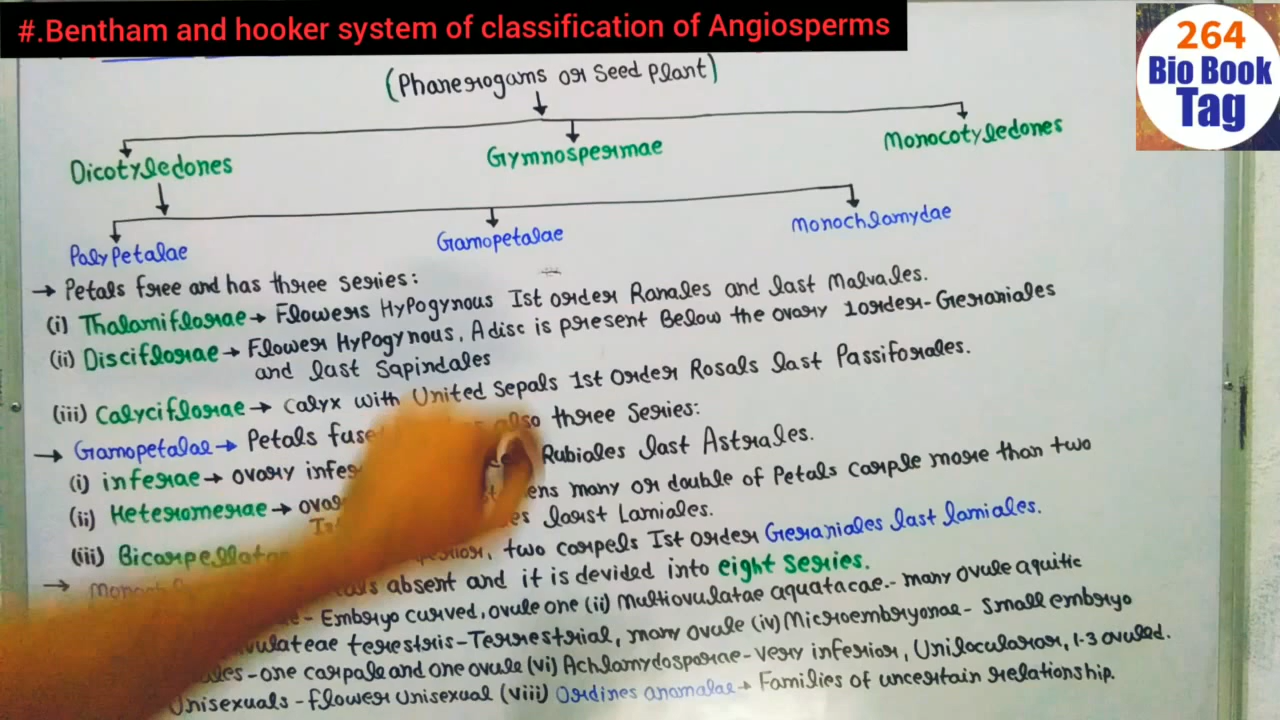 #.Bentham and hooker system of classification of Angiosperms
264
Bio Book
Tag
(Phanerogams or Seed Plant)
Dicotyledones Gymnospermae Monocotyledones
PolyPetalae Gamopetalae Monochlamydae
→ Petals free and has three series:
(i) Thalamiflorae → Flowers HyPogynous Ist order Ranales and last Malvales.
(ii) Disciflorae → Flower HyPogynous, A disc is present Below the ovary 1order - Geraniales
and last Sapindales
(iii) Calyciflorae → Calyx with United Sepals 1st Order Rosals last Passiforales.
→ Gamopetalae → Petals also three Series:
(i) inferae → ovary Rubiales last Astrales.
(ii) Heteromerae → many or double of Petals carple more than two
last Lamiales.
(iii) two carpels Ist order Geraniales last lamiales.
→ absent and it is devided into eight Series.
- Embryo curved, ovule one (ii) Multiovulatae aquatacae.- many ovule aquitic
terestris - Terrestrial, many ovule (iv) Microembryonae - Small embryo
- one carpale and one ovule (vi) Achlamydosporae - very inferior, Unilocularar, 1-3 ovuled.
Unisexuals - flower Unisexual (viii) Ordines anamalae → Families of uncertain relationship.